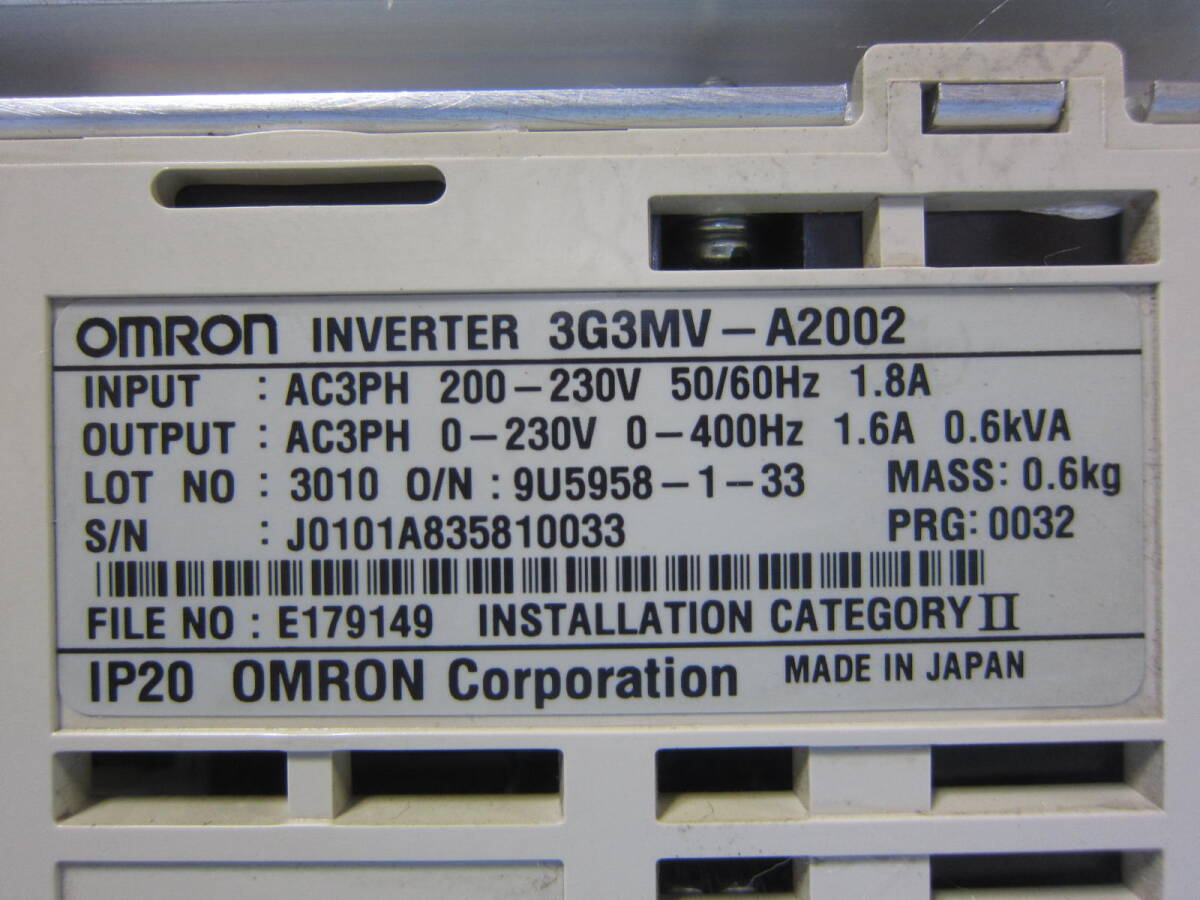 OMRON INVERTER 3G3MV-A2002
INPUT : AC3PH 200-230V 50/60Hz 1.8A
OUTPUT : AC3PH 0-230V 0-400Hz 1.6A 0.6kVA
LOT NO : 3010 O/N : 9U5958-1-33 MASS: 0.6kg
S/N : J0101A835810033 PRG: 0032
FILE NO : E179149 INSTALLATION CATEGORY II
IP20 OMRON Corporation MADE IN JAPAN